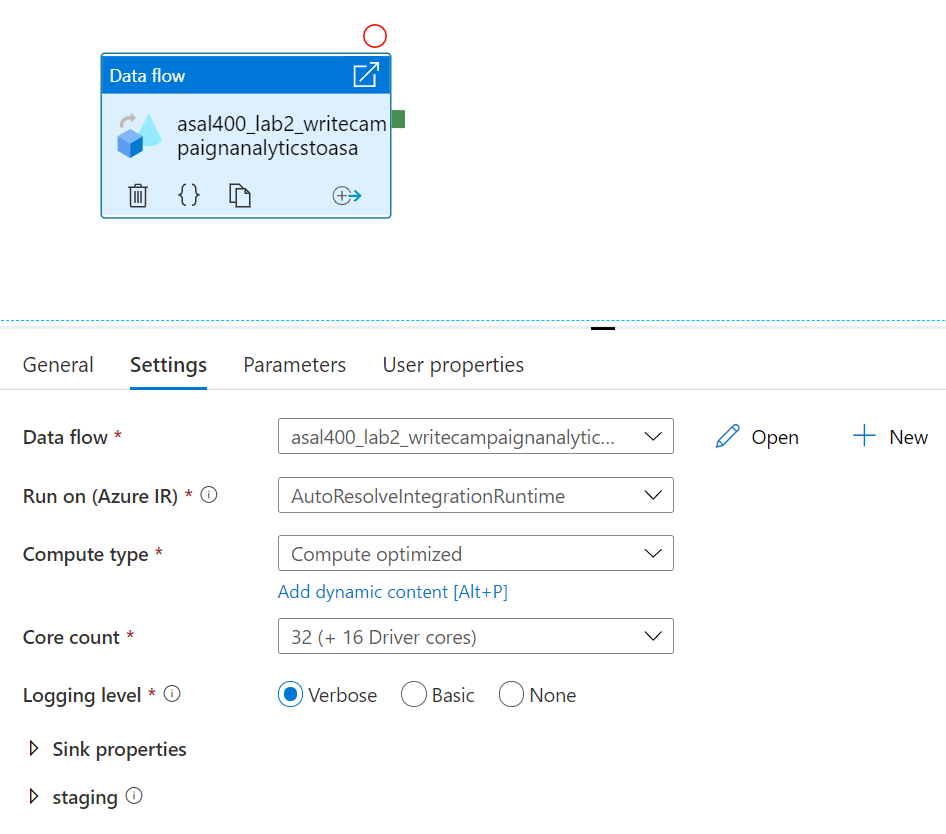 Data flow
asal400_lab2_writecam
paignanalyticstoasa
{}
General Settings Parameters User properties
Data flow * asal400_lab2_writecampaignanalytic... Open New
Run on (Azure IR) * AutoResolveIntegrationRuntime
Compute type * Compute optimized
Add dynamic content [Alt+P]
Core count * 32 (+ 16 Driver cores)
Logging level * Verbose Basic None
Sink properties
staging